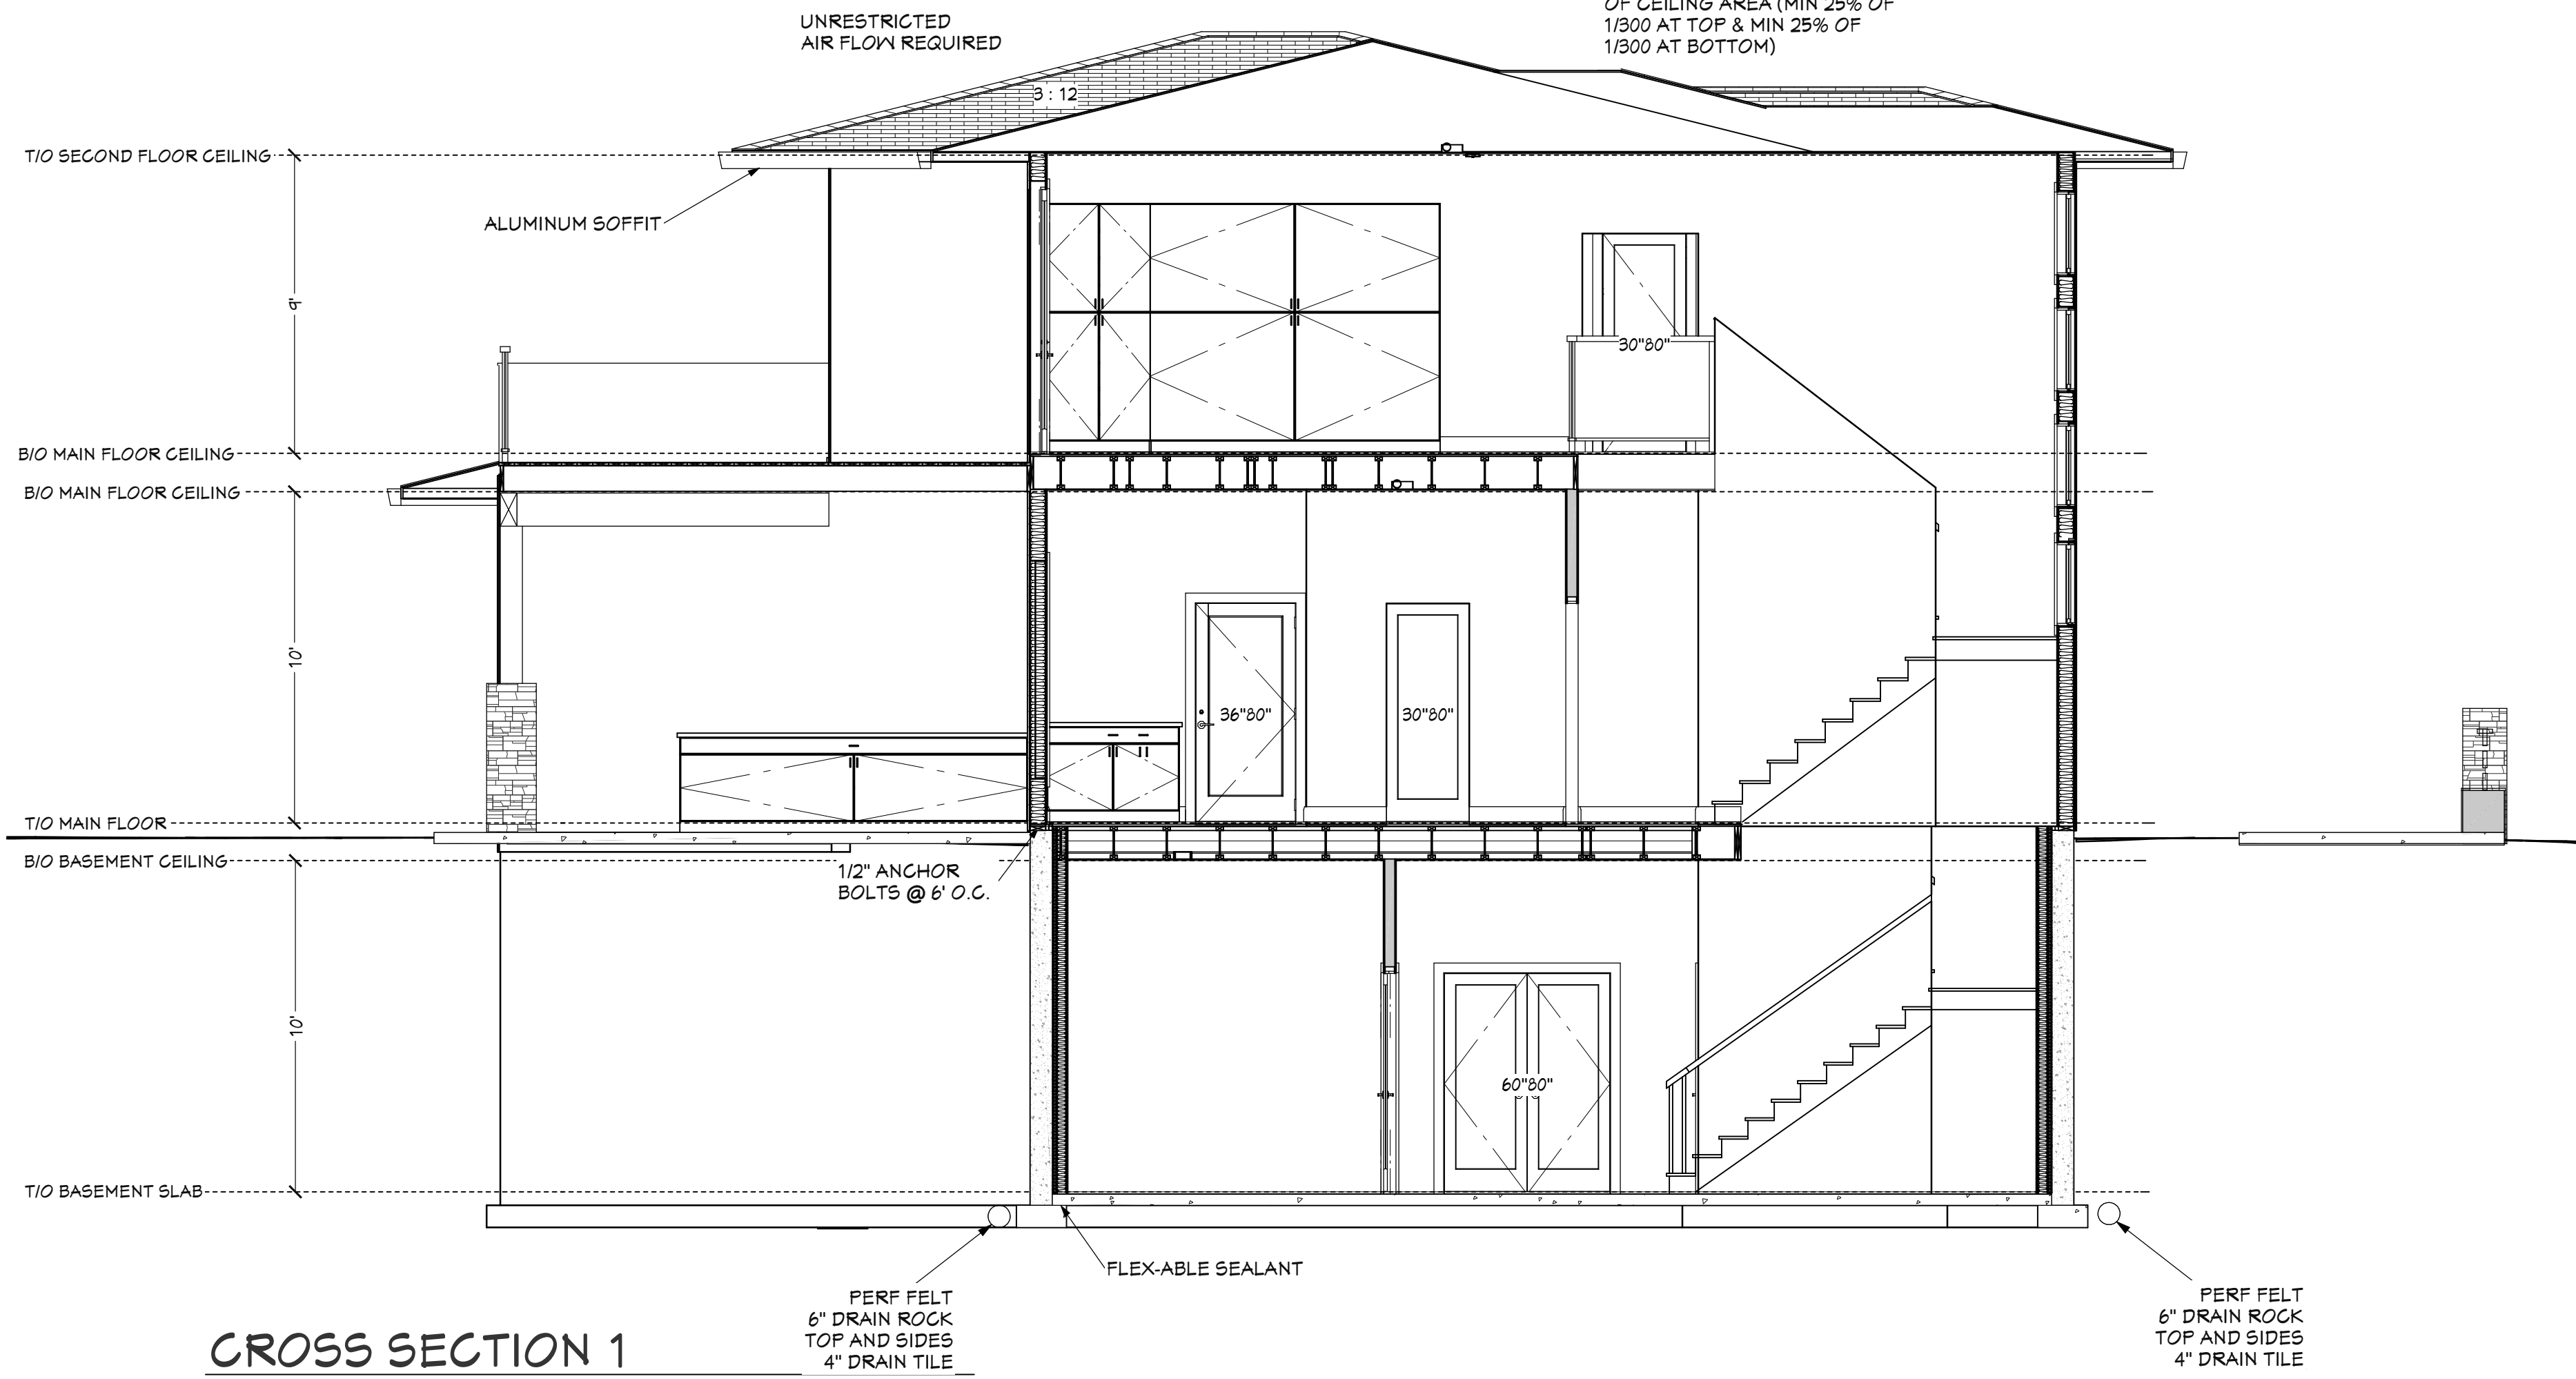 UNRESTRICTED
AIR FLOW REQUIRED
OF CEILING AREA (MIN 25% OF
1/300 AT TOP & MIN 25% OF
1/300 AT BOTTOM)
3 : 12
T/O SECOND FLOOR CEILING
ALUMINUM SOFFIT
9'
30"80"
B/O MAIN FLOOR CEILING
B/O MAIN FLOOR CEILING
10'
36"80"
30"80"
T/O MAIN FLOOR
B/O BASEMENT CEILING
1/2" ANCHOR
BOLTS @ 6' O.C.
10'
60"80"
T/O BASEMENT SLAB
FLEX-ABLE SEALANT
PERF FELT
6" DRAIN ROCK
TOP AND SIDES
4" DRAIN TILE
PERF FELT
6" DRAIN ROCK
TOP AND SIDES
4" DRAIN TILE
CROSS SECTION 1